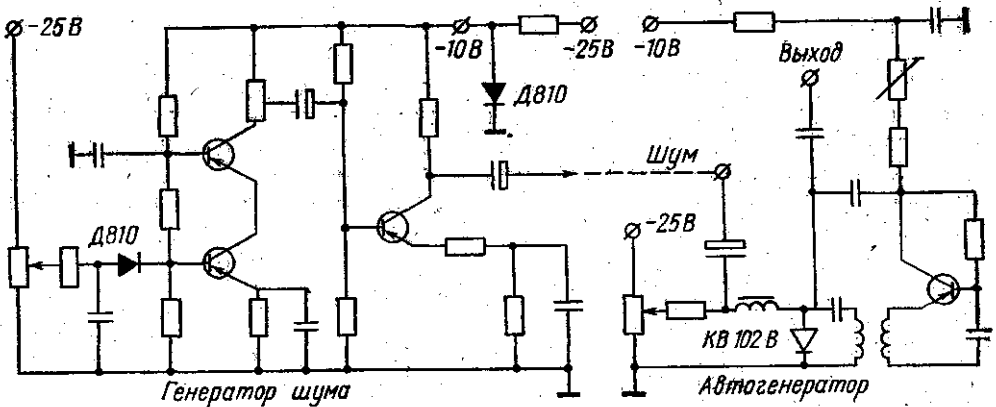 -25В
-10В
-25В
-10В
Выход
Д810
Шум
Д810
-25В
КВ 102 В
Генератор шума
Автогенератор